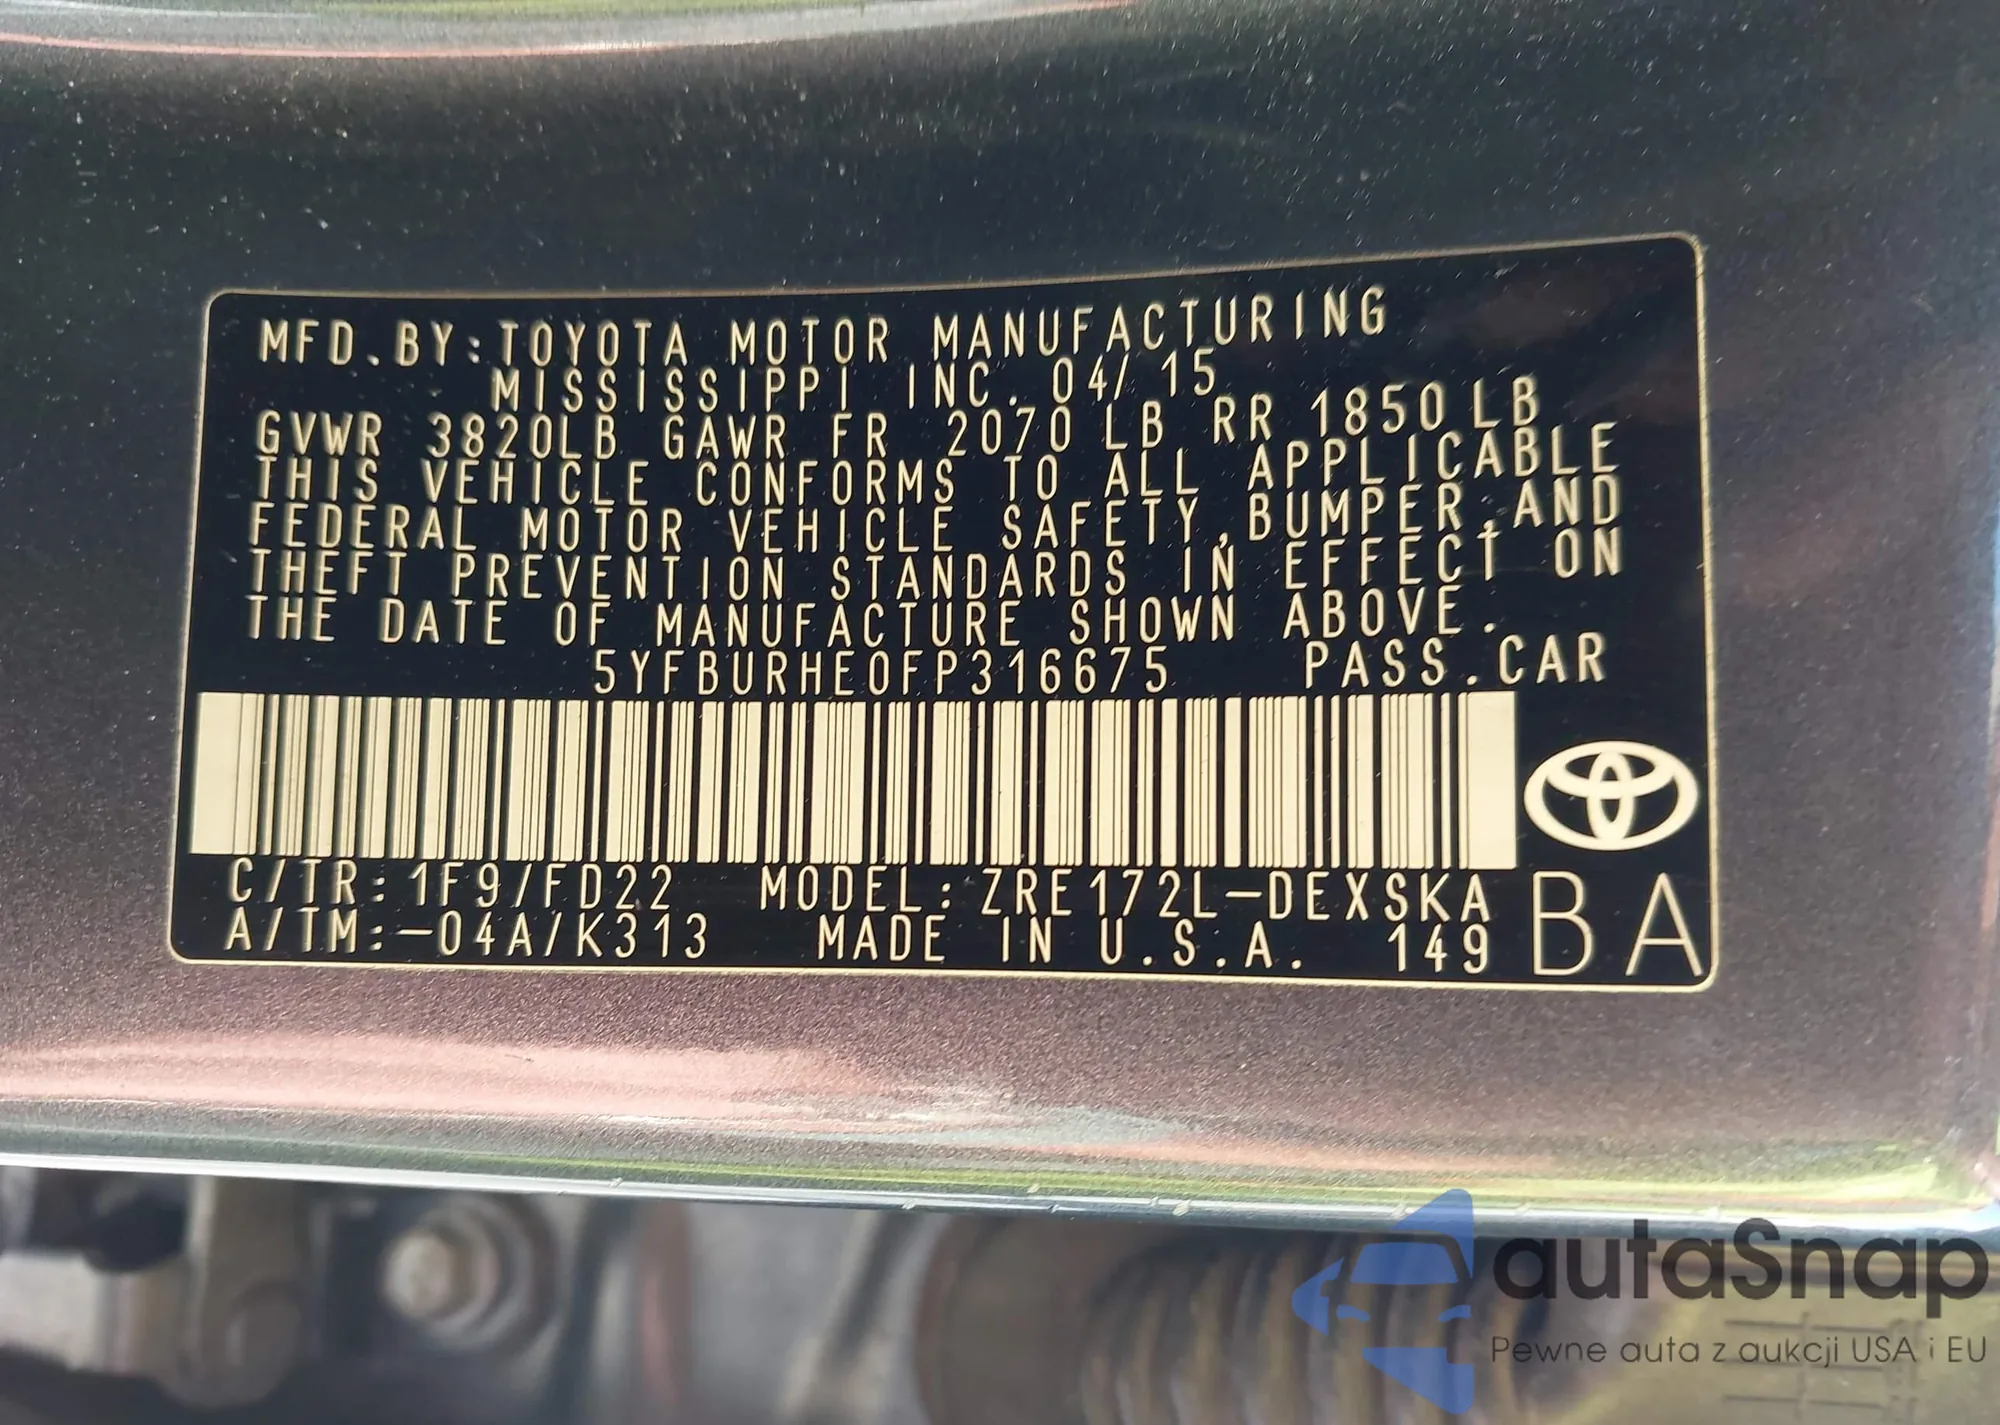 MFD.BY:TOYOTA MOTOR MANUFACTURING
MISSISSIPPI INC. 04/15
GVWR 3820LB GAWR FR 2070 LB RR 1850LB
THIS VEHICLE CONFORMS TO ALL APPLICABLE
FEDERAL MOTOR VEHICLE SAFETY,BUMPER,AND
THEFT PREVENTION STANDARDS IN EFFECT ON
THE DATE OF MANUFACTURE SHOWN ABOVE.
5YFBURHE0FP316675 PASS.CAR
C/TR:1F9/FD22 MODEL:ZRE172L-DEXSKA
A/TM:-04A/K313 MADE IN U.S.A. 149
BA
autaSnap
Pewne auta z aukcji USA i EU